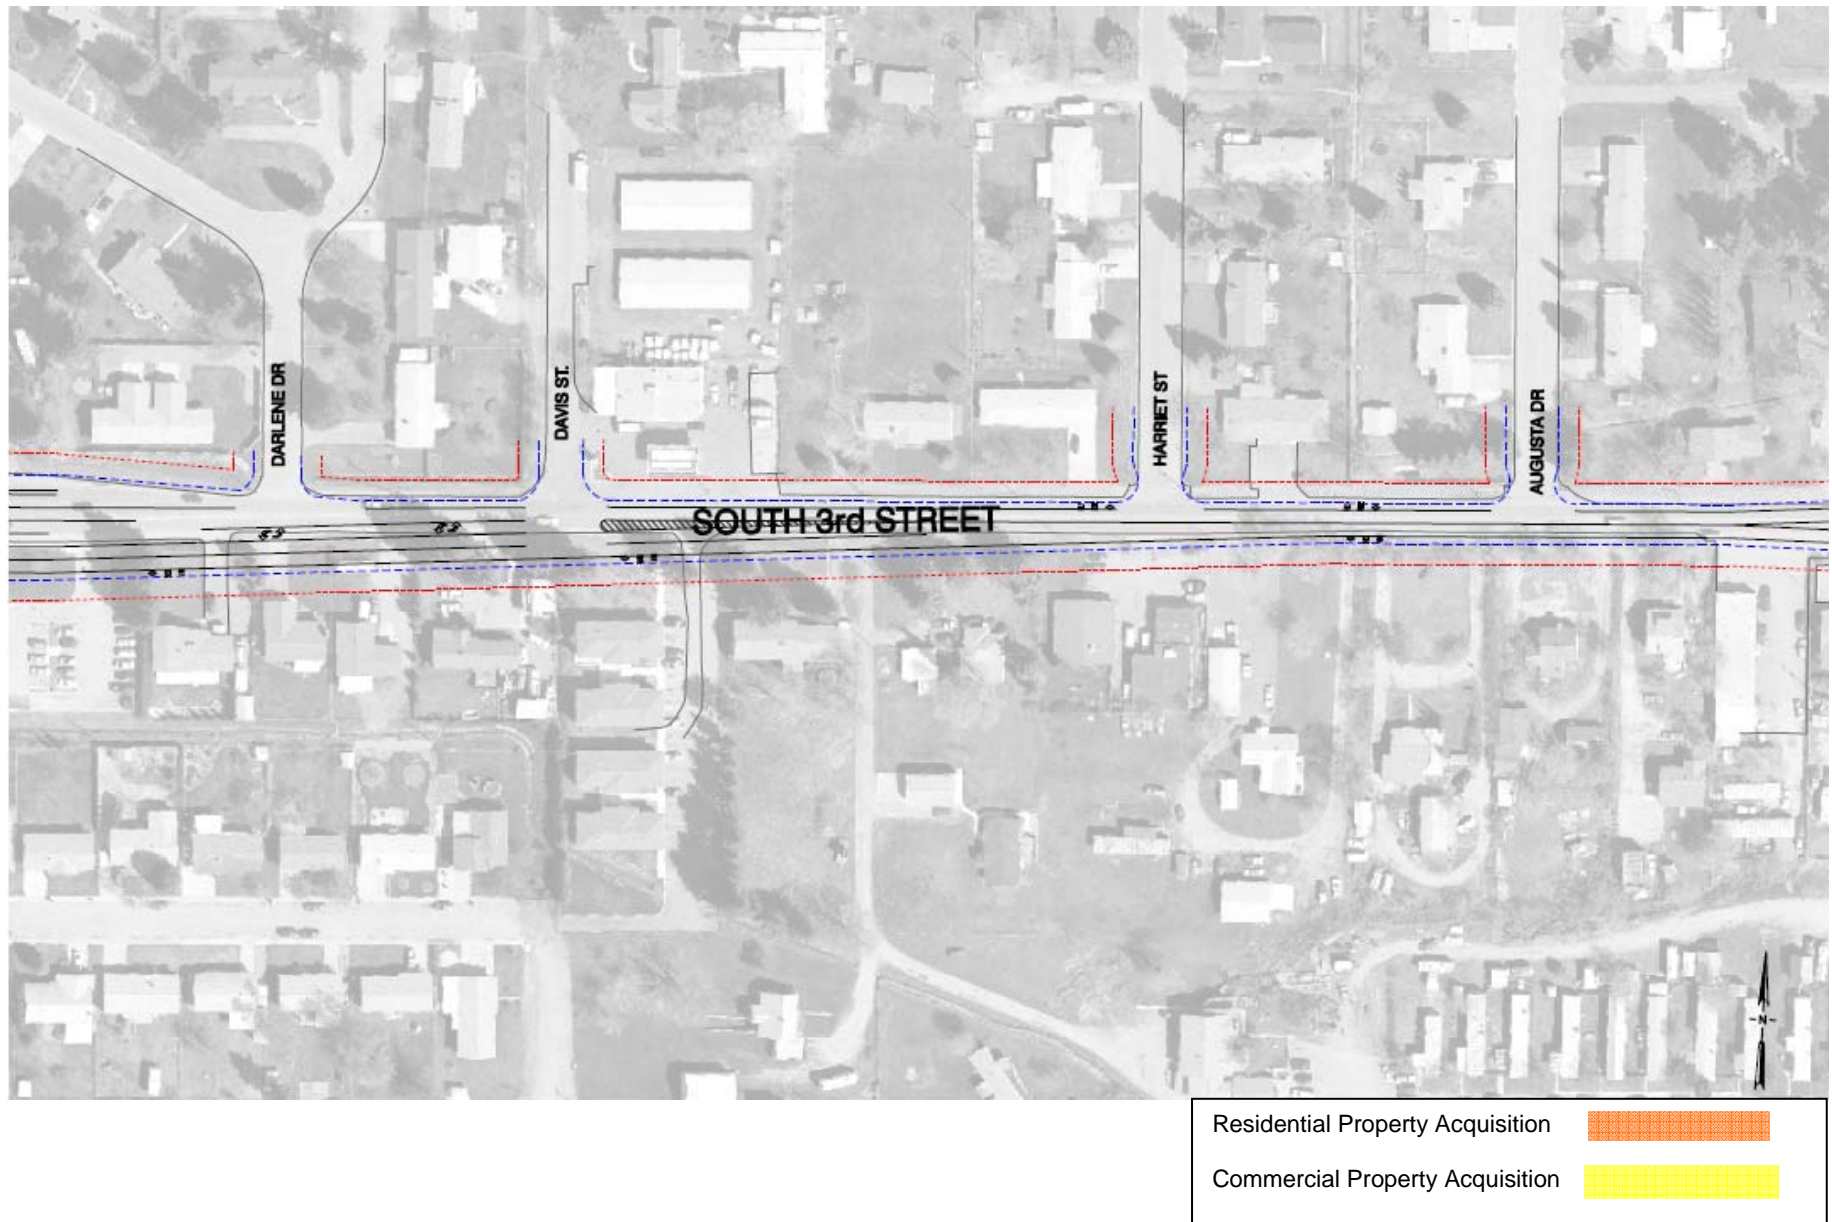 DARLENE DR
DAVIS ST.
HARRIET ST
AUGUSTA DR
SOUTH 3rd STREET
N
Residential Property Acquisition
Commercial Property Acquisition